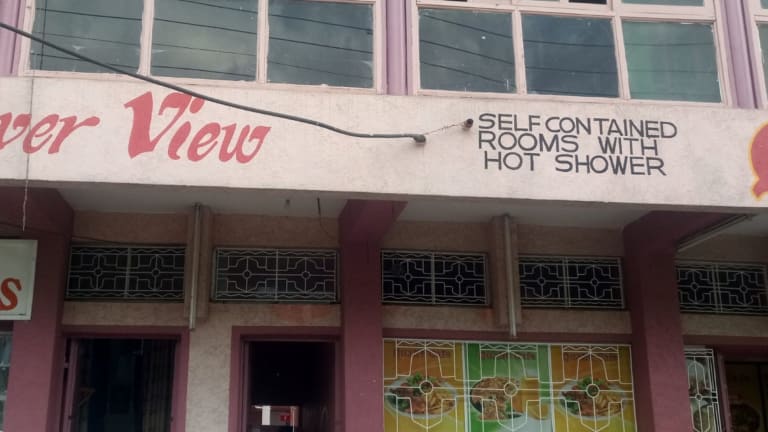 ver View
SELF CONTAINED
ROOMS WITH
HOT SHOWER
s